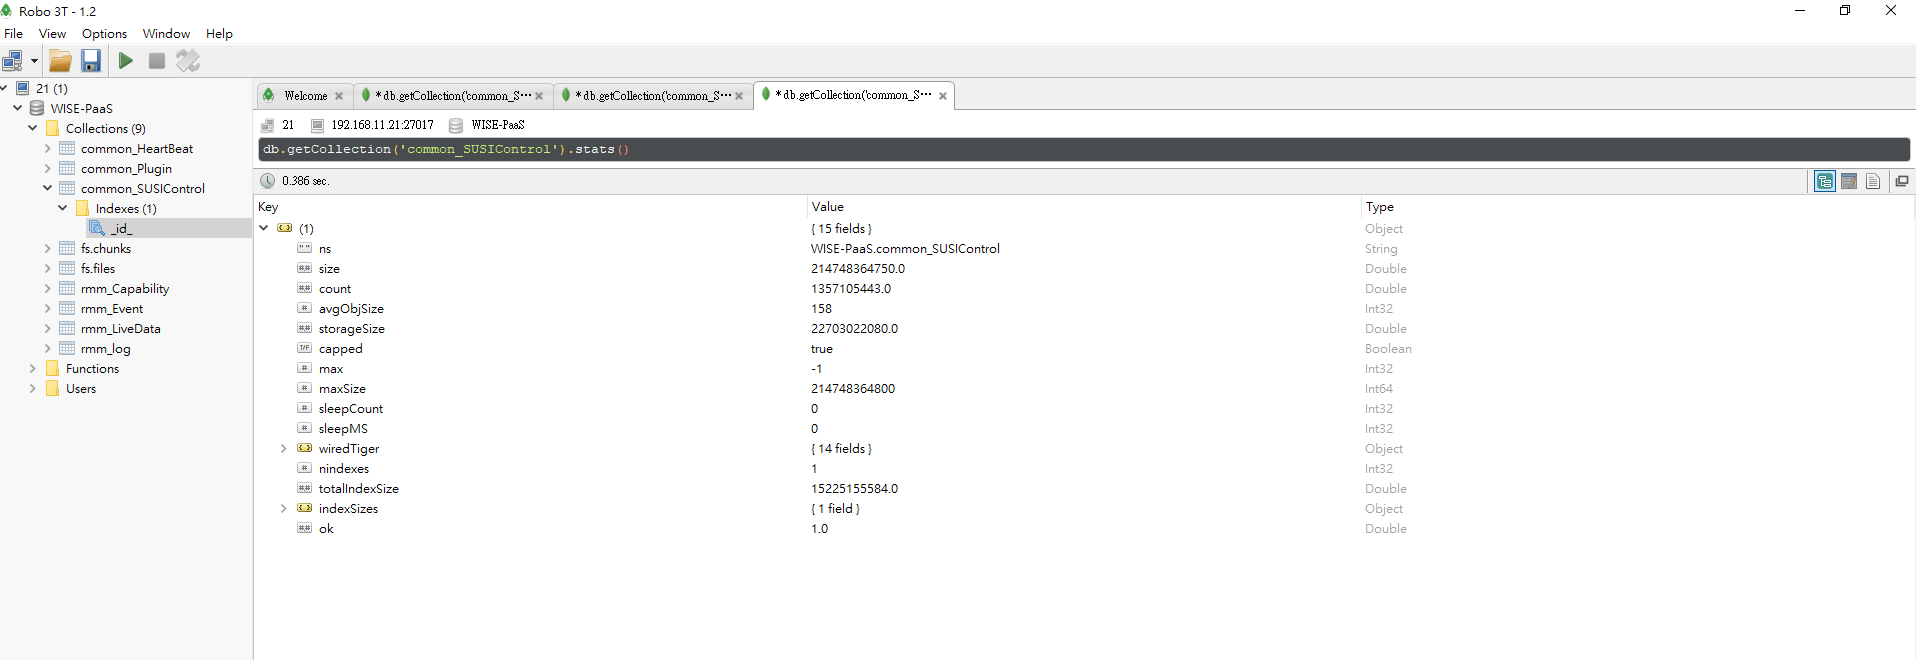 Robo 3T - 1.2
File View Options Window Help
21 (1)
WISE-PaaS
Collections (9)
common_HeartBeat
common_Plugin
common_SUSIControl
Indexes (1)
_id_
fs.chunks
fs.files
rmm_Capability
rmm_Event
rmm_LiveData
rmm_log
Functions
Users
Welcome * db.getCollection('common_S··· * db.getCollection('common_S··· * db.getCollection('common_S···
21 192.168.11.21:27017 WISE-PaaS
db.getCollection('common_SUSIControl').stats()
0.386 sec.
Key Value Type
(1) { 15 fields } Object
ns WISE-PaaS.common_SUSIControl String
size 214748364750.0 Double
count 1357105443.0 Double
avgObjSize 158 Int32
storageSize 22703022080.0 Double
capped true Boolean
max -1 Int32
maxSize 214748364800 Int64
sleepCount 0 Int32
sleepMS 0 Int32
wiredTiger { 14 fields } Object
nindexes 1 Int32
totalIndexSize 15225155584.0 Double
indexSizes { 1 field } Object
ok 1.0 Double